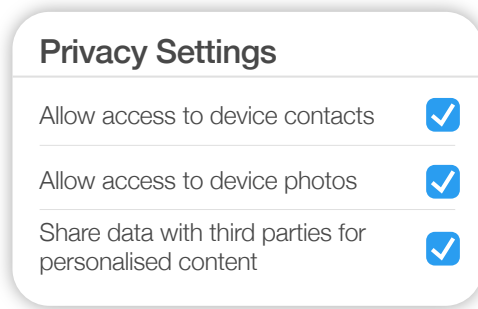 Privacy Settings
Allow access to device contacts
Allow access to device photos
Share data with third parties for
personalised content